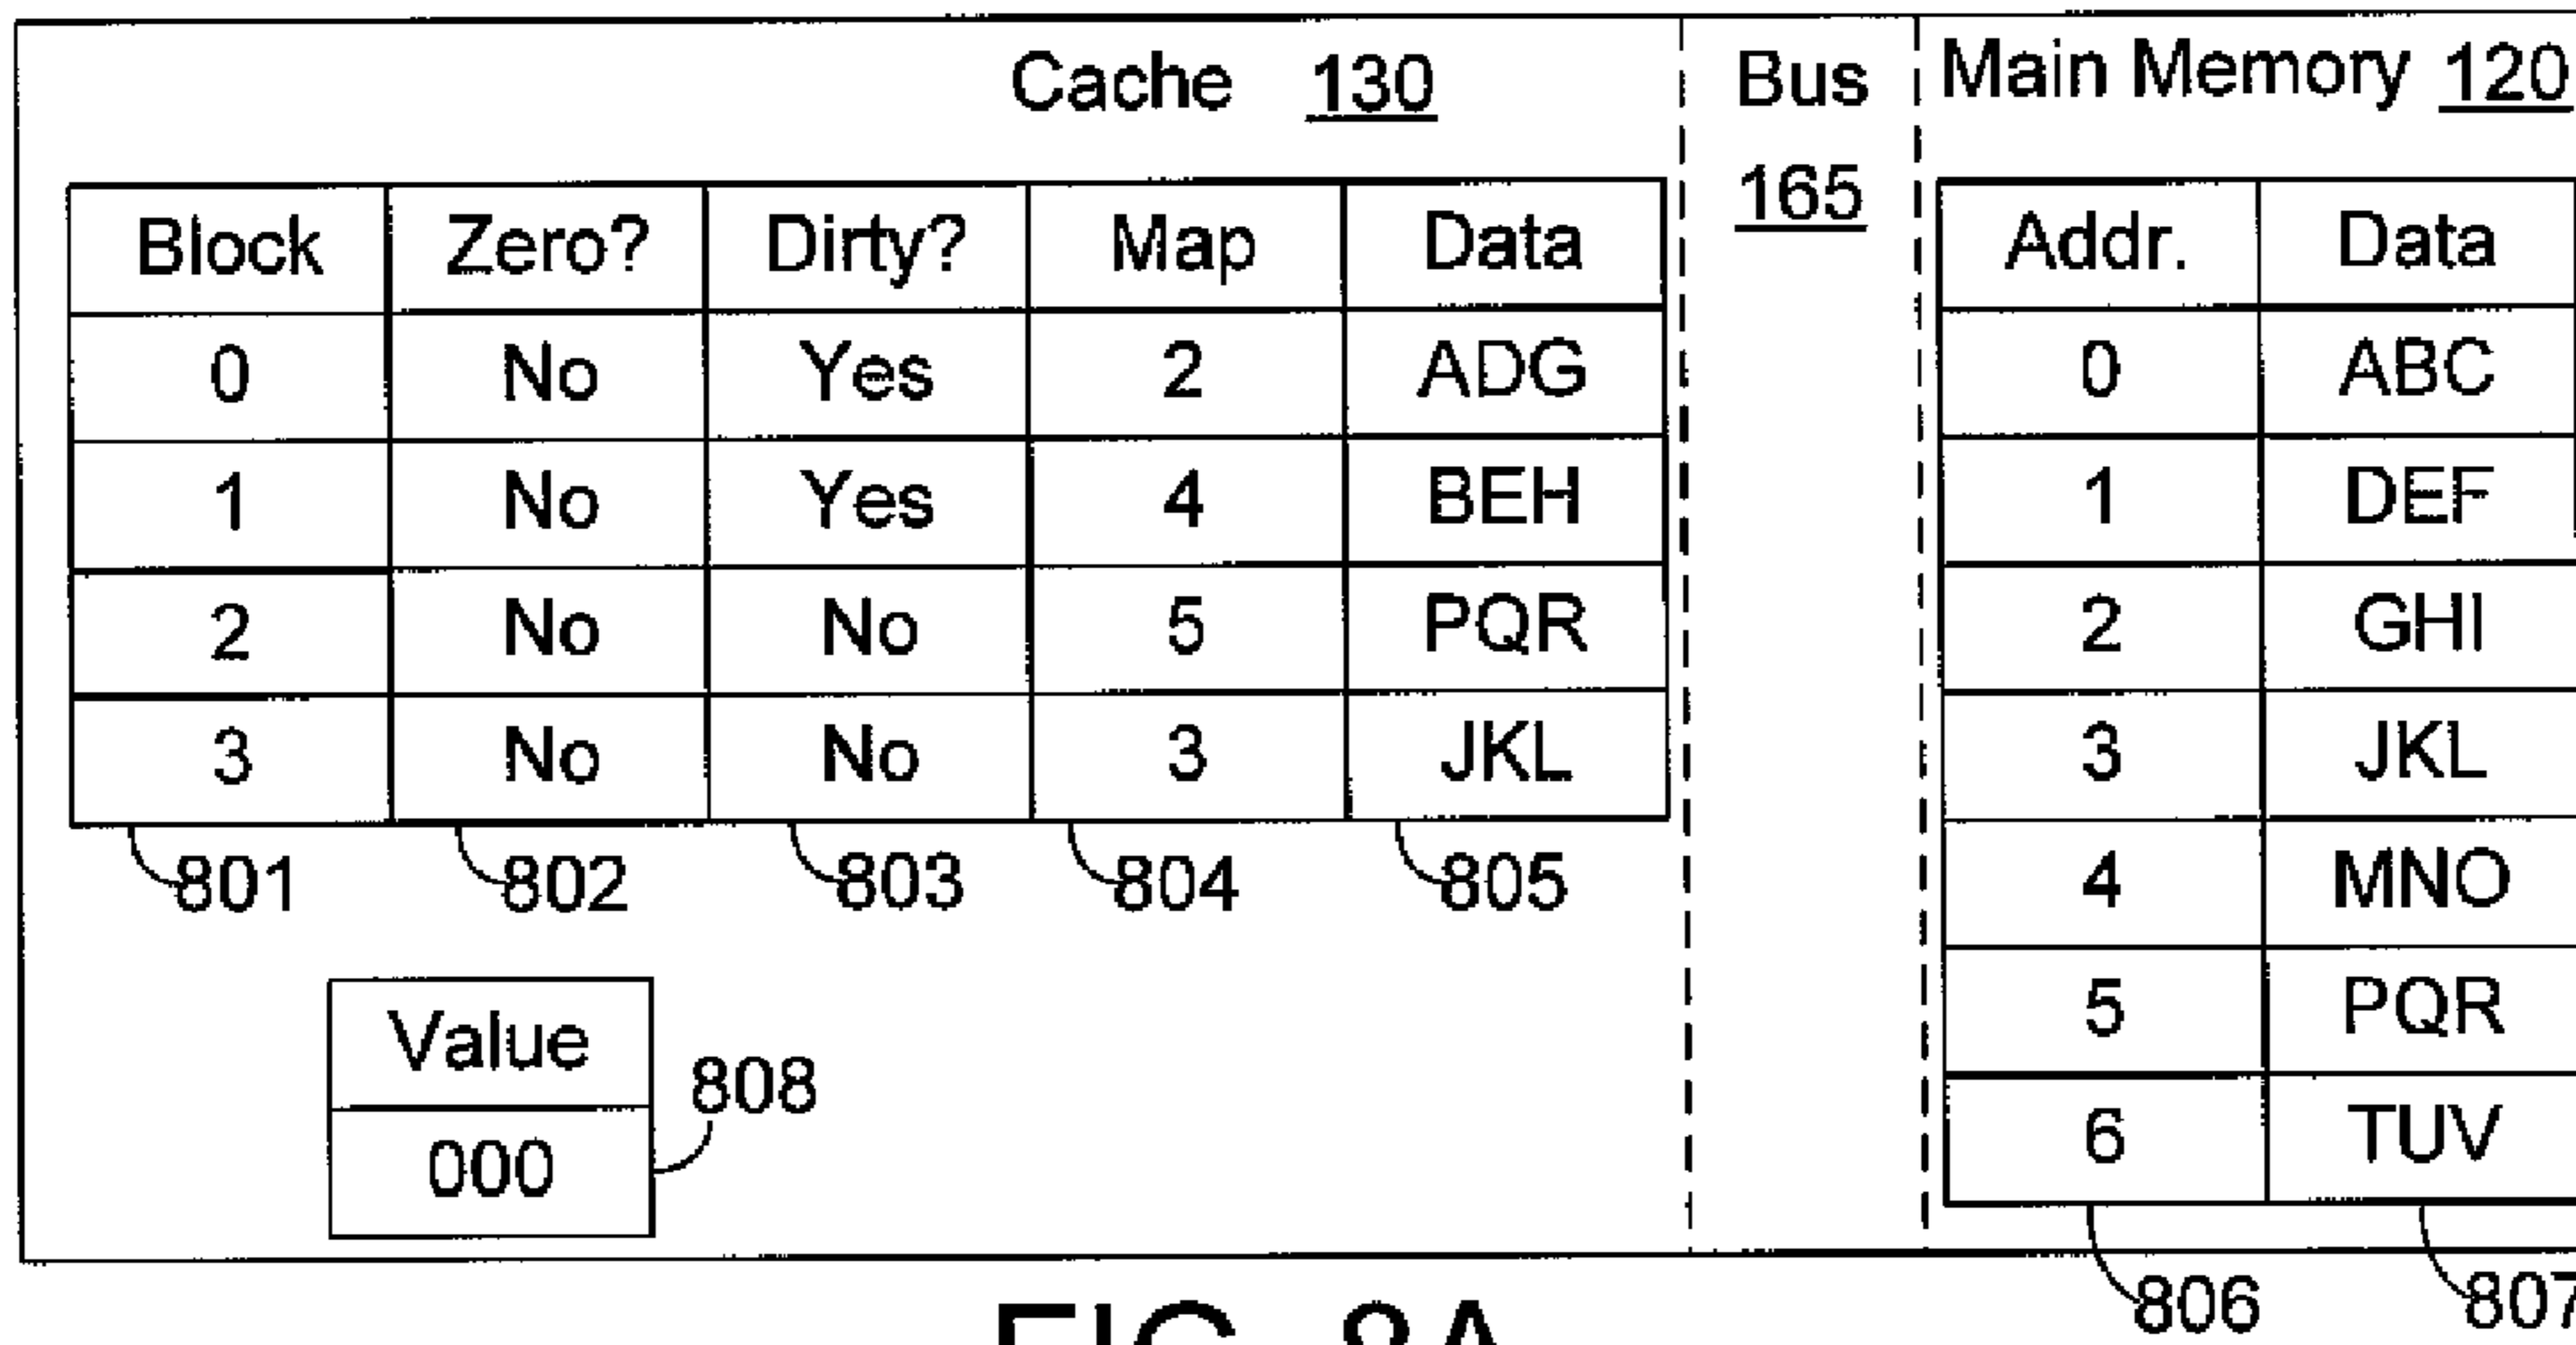 Cache 130 Bus 165 Main Memory 120
Block Zero? Dirty? Map Data
0 No Yes 2 ADG
1 No Yes 4 BEH
2 No No 5 PQR
3 No No 3 JKL
801 802 803 804 805
Value
000
808
Addr. Data
0 ABC
1 DEF
2 GHI
3 JKL
4 MNO
5 PQR
6 TUV
806 807
FIG. 8A